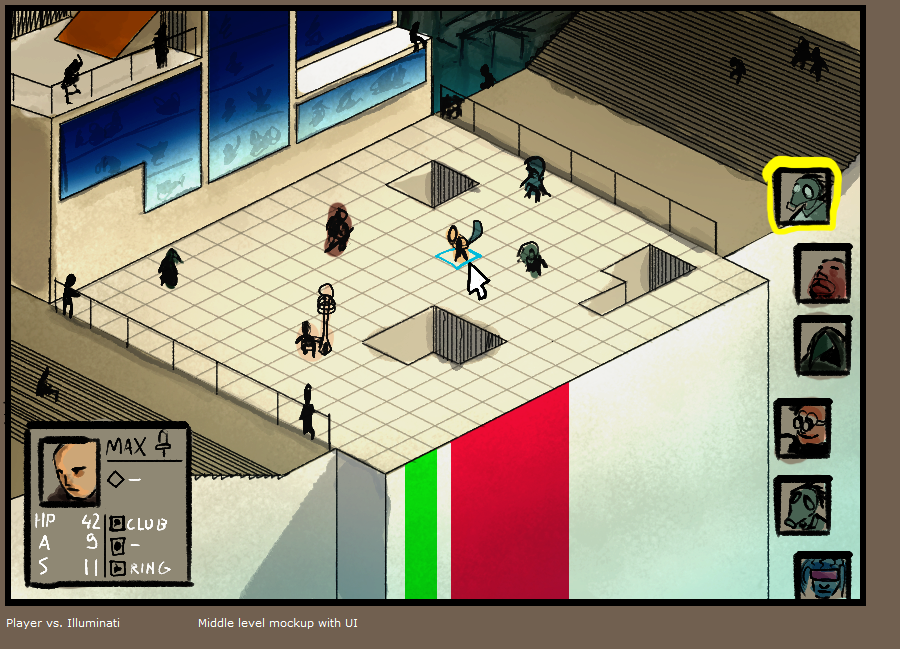 MAX
-
HP 42 CLUB
A 9 -
S 11 RING
Player vs. Illuminati Middle level mockup with UI